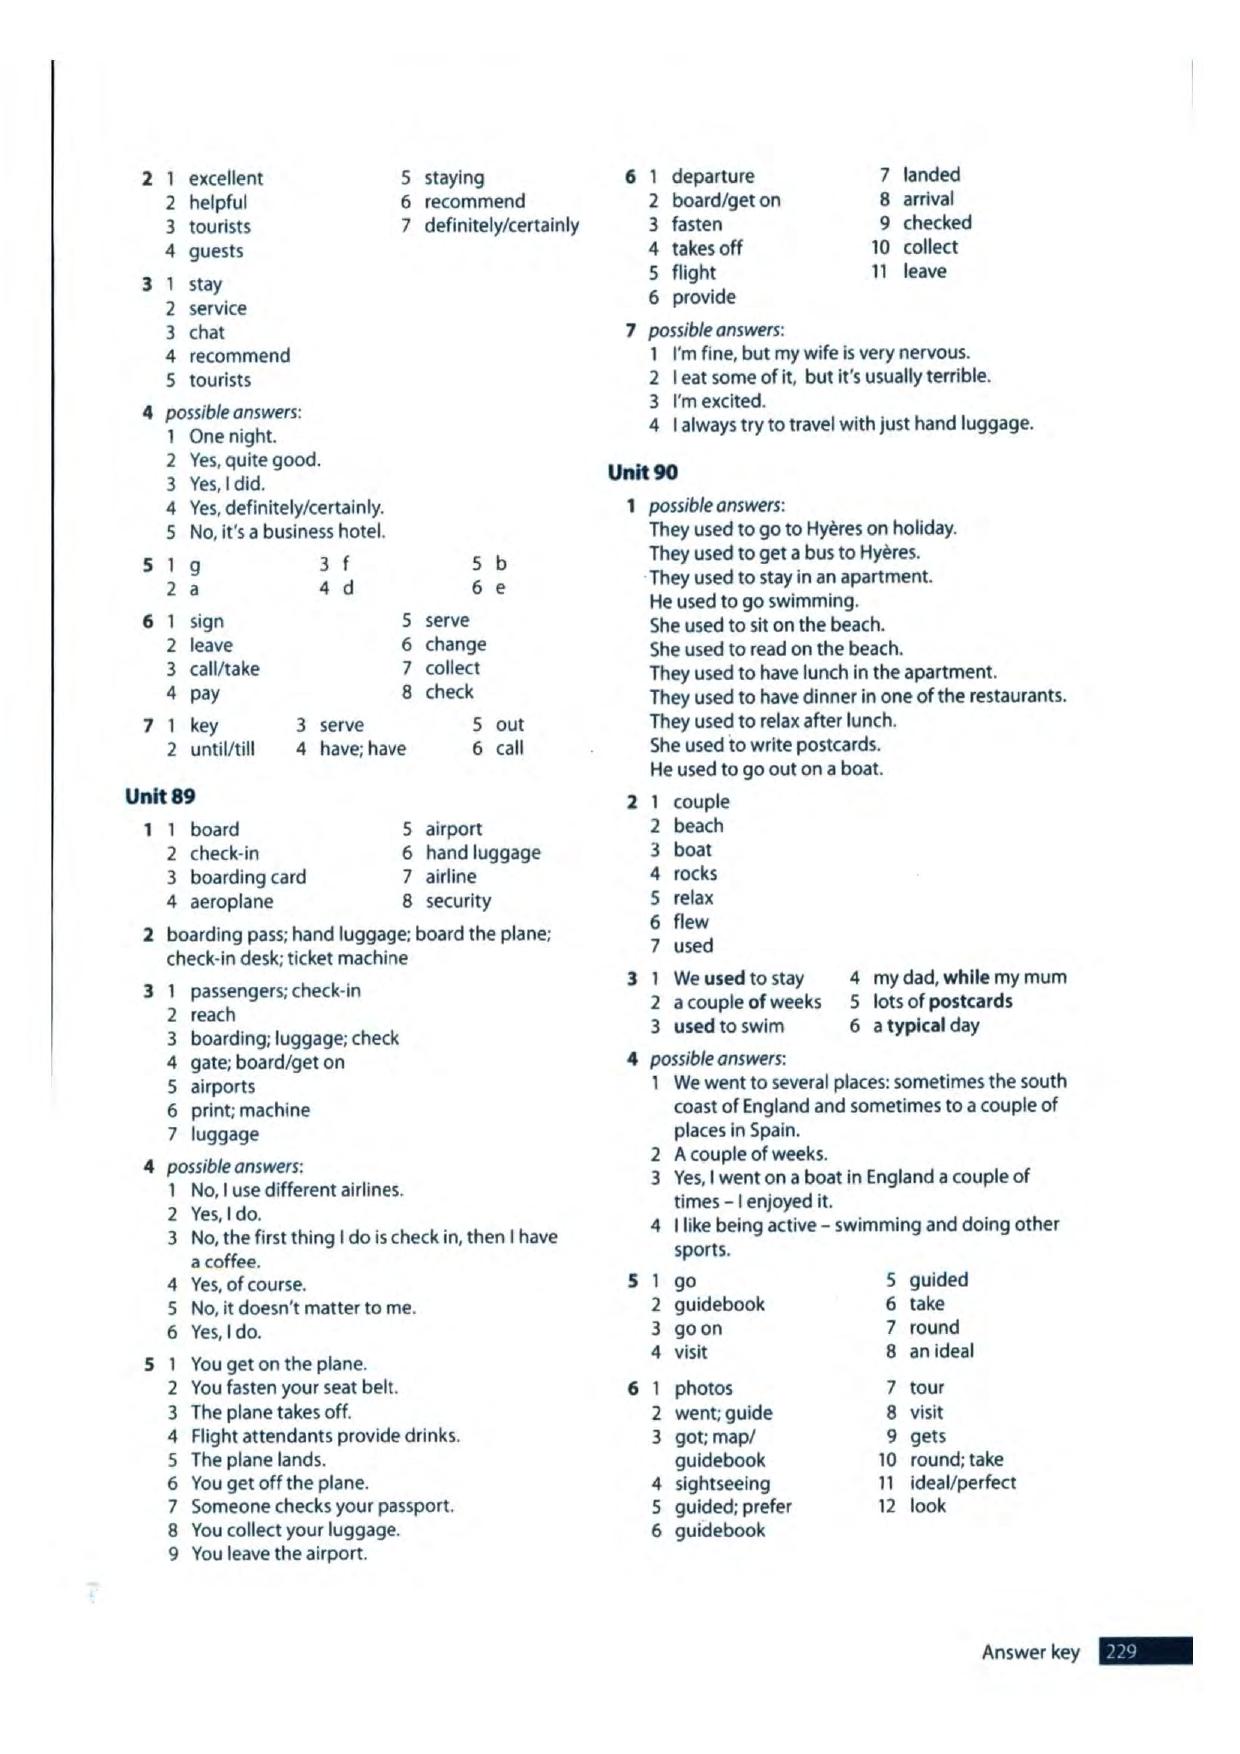 2 1 excellent 5 staying
2 helpful 6 recommend
3 tourists 7 definitely/certainly
4 guests
3 1 stay
2 service
3 chat
4 recommend
5 tourists
4 possible answers:
1 One night.
2 Yes, quite good.
3 Yes, I did.
4 Yes, definitely/certainly.
5 No, it's a business hotel.
5 1 g 3 f 5 b
2 a 4 d 6 e
6 1 sign 5 serve
2 leave 6 change
3 call/take 7 collect
4 pay 8 check
7 1 key 3 serve 5 out
2 until/till 4 have; have 6 call
Unit 89
1 1 board 5 airport
2 check-in 6 hand luggage
3 boarding card 7 airline
4 aeroplane 8 security
2 boarding pass; hand luggage; board the plane;
check-in desk; ticket machine
3 1 passengers; check-in
2 reach
3 boarding; luggage; check
4 gate; board/get on
5 airports
6 print; machine
7 luggage
4 possible answers:
1 No, I use different airlines.
2 Yes, I do.
3 No, the first thing I do is check in, then I have
a coffee.
4 Yes, of course.
5 No, it doesn't matter to me.
6 Yes, I do.
5 1 You get on the plane.
2 You fasten your seat belt.
3 The plane takes off.
4 Flight attendants provide drinks.
5 The plane lands.
6 You get off the plane.
7 Someone checks your passport.
8 You collect your luggage.
9 You leave the airport.
6 1 departure 7 landed
2 board/get on 8 arrival
3 fasten 9 checked
4 takes off 10 collect
5 flight 11 leave
6 provide
7 possible answers:
1 I'm fine, but my wife is very nervous.
2 I eat some of it, but it's usually terrible.
3 I'm excited.
4 I always try to travel with just hand luggage.
Unit 90
1 possible answers:
They used to go to Hyères on holiday.
They used to get a bus to Hyères.
They used to stay in an apartment.
He used to go swimming.
She used to sit on the beach.
She used to read on the beach.
They used to have lunch in the apartment.
They used to have dinner in one of the restaurants.
They used to relax after lunch.
She used to write postcards.
He used to go out on a boat.
2 1 couple
2 beach
3 boat
4 rocks
5 relax
6 flew
7 used
3 1 We used to stay 4 my dad, while my mum
2 a couple of weeks 5 lots of postcards
3 used to swim 6 a typical day
4 possible answers:
1 We went to several places: sometimes the south
coast of England and sometimes to a couple of
places in Spain.
2 A couple of weeks.
3 Yes, I went on a boat in England a couple of
times – I enjoyed it.
4 I like being active – swimming and doing other
sports.
5 1 go 5 guided
2 guidebook 6 take
3 go on 7 round
4 visit 8 an ideal
6 1 photos 7 tour
2 went; guide 8 visit
3 got; map/ 9 gets
guidebook 10 round; take
4 sightseeing 11 ideal/perfect
5 guided; prefer 12 look
6 guidebook
Answer key 229